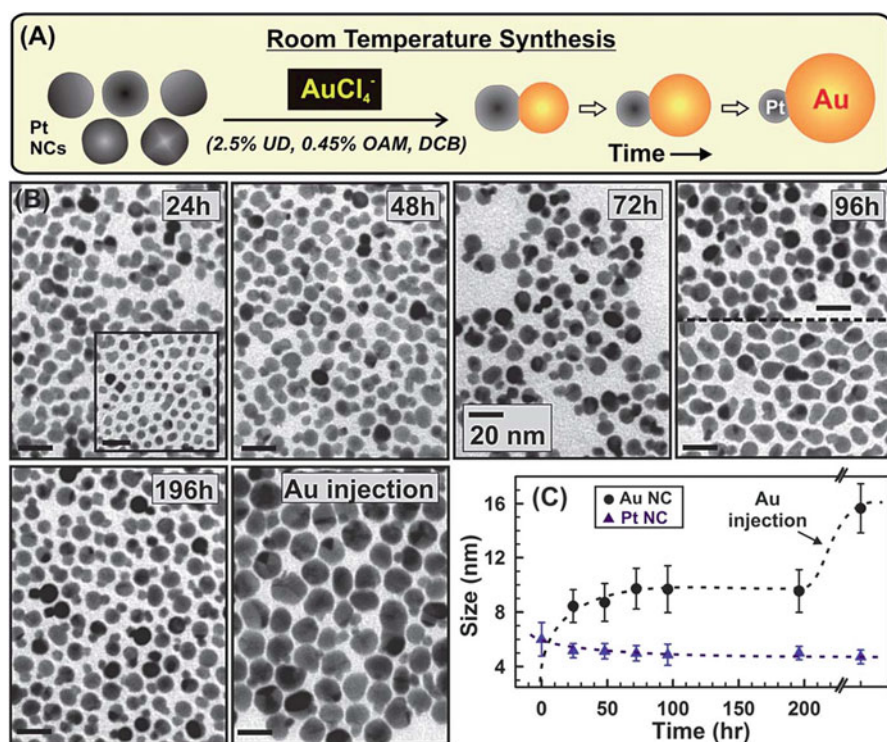 (A)
Room Temperature Synthesis
Pt
NCs
AuCl₄⁻
(2.5% UD, 0.45% OAM, DCB)
Time
Pt
Au
(B)
24h
48h
72h
96h
20 nm
196h
Au injection
(C)
Au NC
Pt NC
Au
injection
Size (nm)
16
12
8
4
0
50
100
150
200
Time (hr)